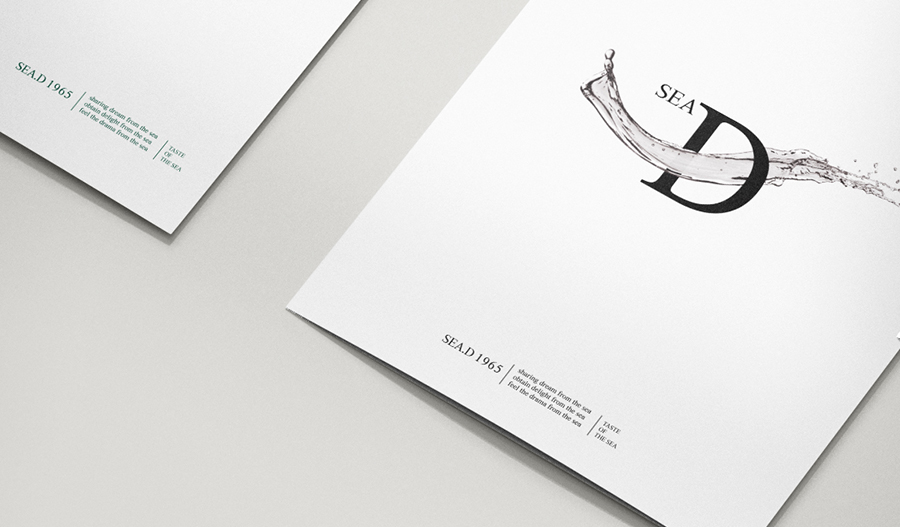 SEA.D 1965
sharing dream from the sea
obtain delight from the sea
feel the drama from the sea
TASTE
OF
THE SEA
SEA
D
SEA.D 1965
sharing dream from the sea
obtain delight from the sea
feel the drama from the sea
TASTE
OF
THE SEA